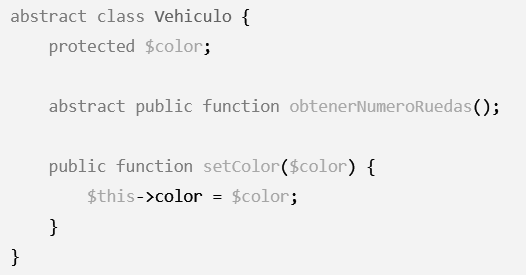 abstract class Vehiculo {
    protected $color;
    abstract public function obtenerNumeroRuedas();
    public function setColor($color) {
        $this->color = $color;
    }
}